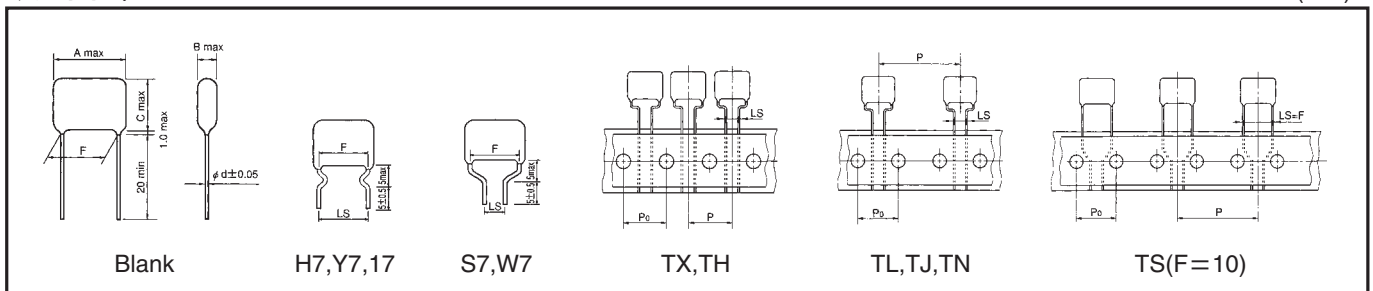 A max
B max
C max
1.0 max
F
20 min
φ d±0.05
Blank
F
5max
5±0.5
LS
H7,Y7,17
F
5max
5±0.5
LS
S7,W7
LS
P0
P
TX,TH
P
LS
P0
TL,TJ,TN
LS=F
P0
P
TS(F=10)